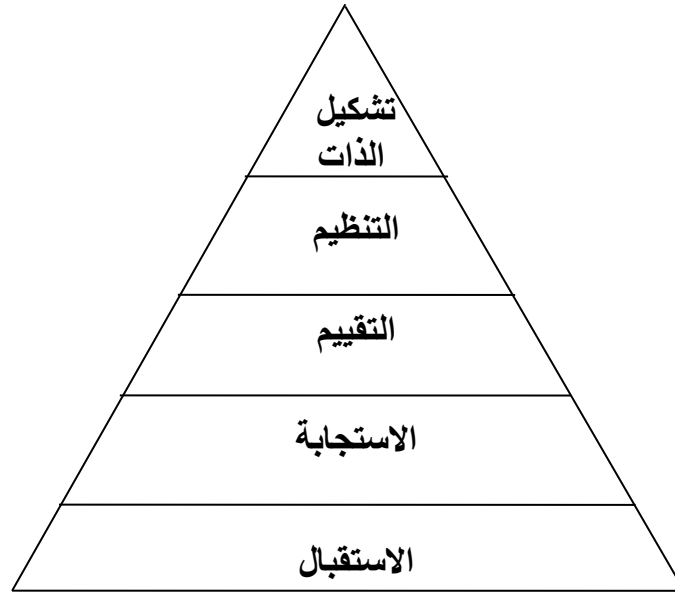 تشكيل
الذات
التنظيم
التقييم
الاستجابة
الاستقبال